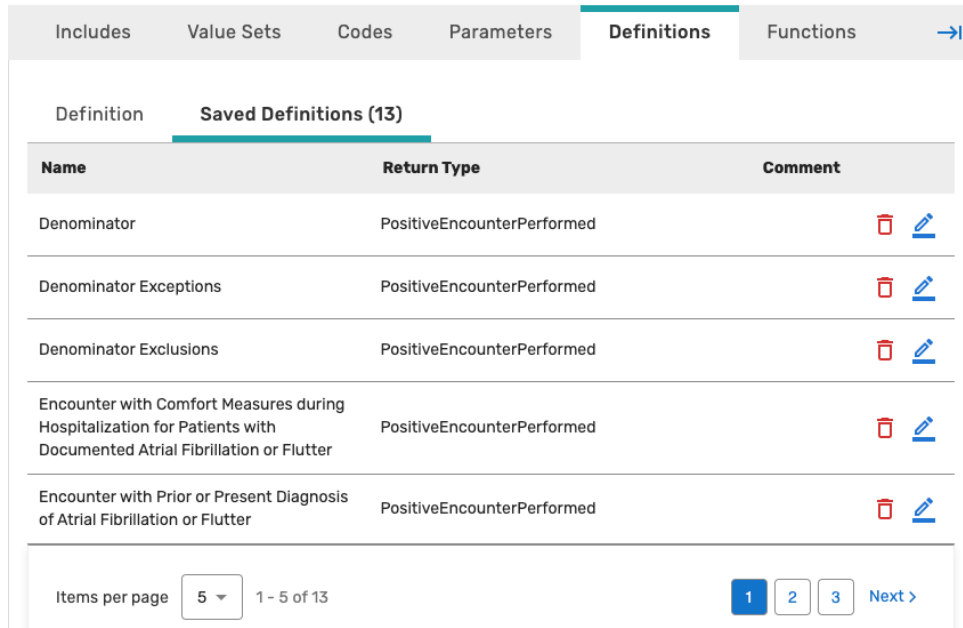 Includes Value Sets Codes Parameters Definitions Functions
Definition Saved Definitions (13)
Name Return Type Comment
Denominator PositiveEncounterPerformed
Denominator Exceptions PositiveEncounterPerformed
Denominator Exclusions PositiveEncounterPerformed
Encounter with Comfort Measures during
Hospitalization for Patients with PositiveEncounterPerformed
Documented Atrial Fibrillation or Flutter
Encounter with Prior or Present Diagnosis
of Atrial Fibrillation or Flutter PositiveEncounterPerformed
Items per page 5 1 - 5 of 13 1 2 3 Next >